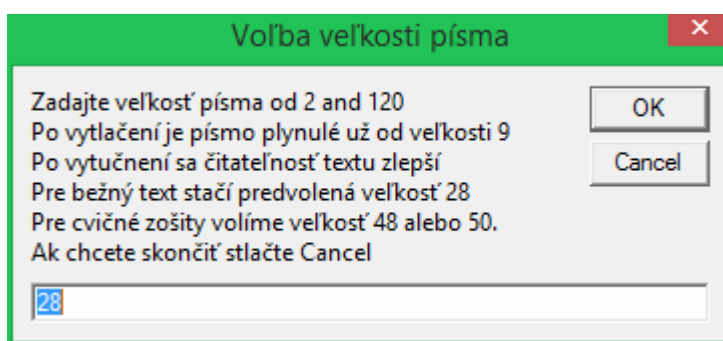 Voľba veľkosti písma
Zadajte veľkosť písma od 2 and 120
Po vytlačení je písmo plynulé už od veľkosti 9
Po vytučnení sa čitateľnosť textu zlepší
Pre bežný text stačí predvolená veľkosť 28
Pre cvičné zošity volíme veľkosť 48 alebo 50.
Ak chcete skončiť stlačte Cancel
OK
Cancel
28